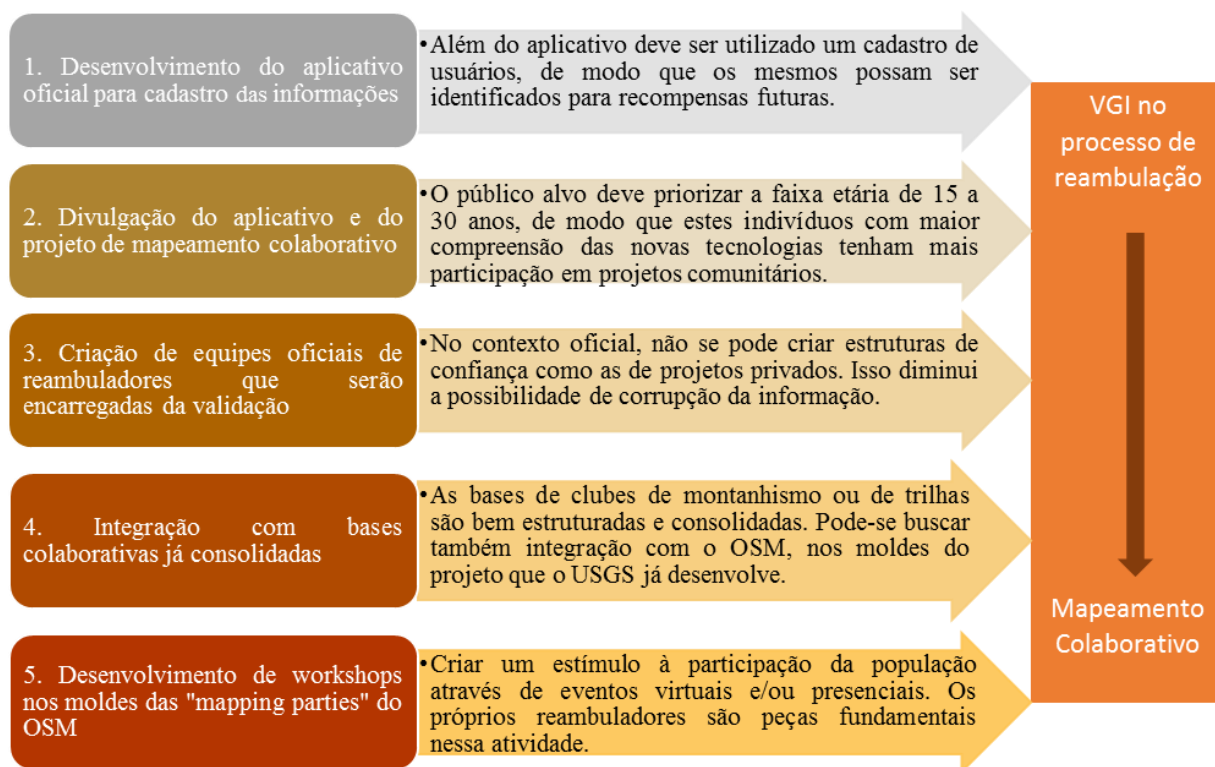 1. Desenvolvimento do aplicativo
oficial para cadastro das informações
•Além do aplicativo deve ser utilizado um cadastro de
usuários, de modo que os mesmos possam ser
identificados para recompensas futuras.
2. Divulgação do aplicativo e do
projeto de mapeamento colaborativo
•O público alvo deve priorizar a faixa etária de 15 a
30 anos, de modo que estes indivíduos com maior
compreensão das novas tecnologias tenham mais
participação em projetos comunitários.
3. Criação de equipes oficiais de
reambuladores que serão
encarregadas da validação
•No contexto oficial, não se pode criar estruturas de
confiança como as de projetos privados. Isso diminui
a possibilidade de corrupção da informação.
4. Integração com bases
colaborativas já consolidadas
•As bases de clubes de montanhismo ou de trilhas
são bem estruturadas e consolidadas. Pode-se buscar
também integração com o OSM, nos moldes do
projeto que o USGS já desenvolve.
5. Desenvolvimento de workshops
nos moldes das "mapping parties" do
OSM
•Criar um estímulo à participação da população
através de eventos virtuais e/ou presenciais. Os
próprios reambuladores são peças fundamentais
nessa atividade.
VGI no
processo de
reambulação
Mapeamento
Colaborativo